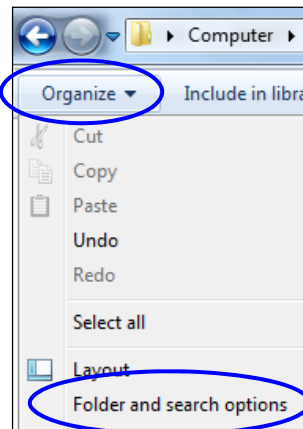 Computer
Organize Include in libra
Cut
Copy
Paste
Undo
Redo
Select all
Layout
Folder and search options